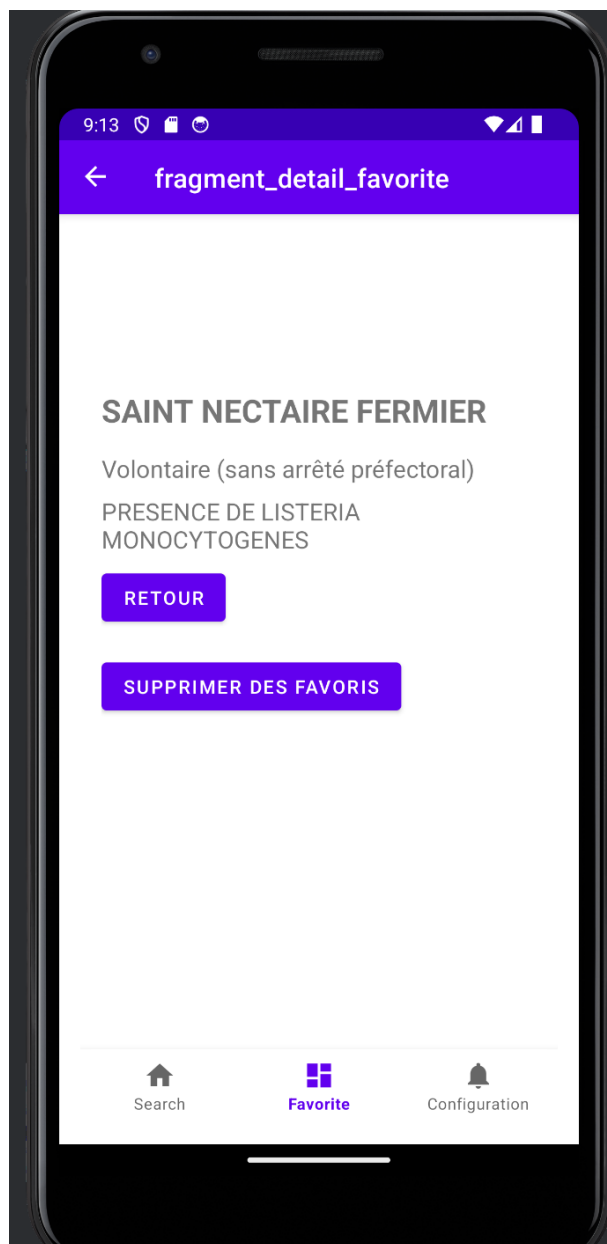 9:13
fragment_detail_favorite
SAINT NECTAIRE FERMIER
Volontaire (sans arrêté préfectoral)
PRESENCE DE LISTERIA
MONOCYTOGENES
RETOUR
SUPPRIMER DES FAVORIS
Search Favorite Configuration